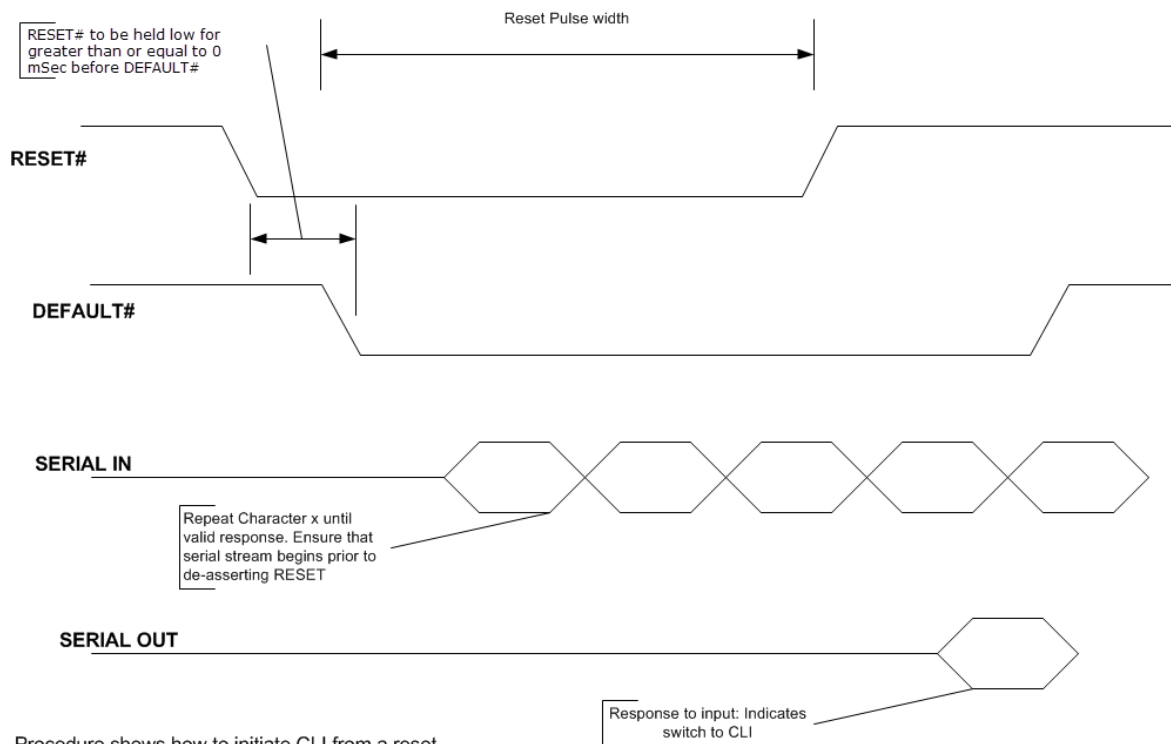 Reset Pulse width
RESET# to be held low for
greater than or equal to 0
mSec before DEFAULT#
RESET#
DEFAULT#
SERIAL IN
Repeat Character x until
valid response. Ensure that
serial stream begins prior to
de-asserting RESET
SERIAL OUT
Response to input: Indicates
switch to CLI
Procedure shows how to initiate CLI from a reset